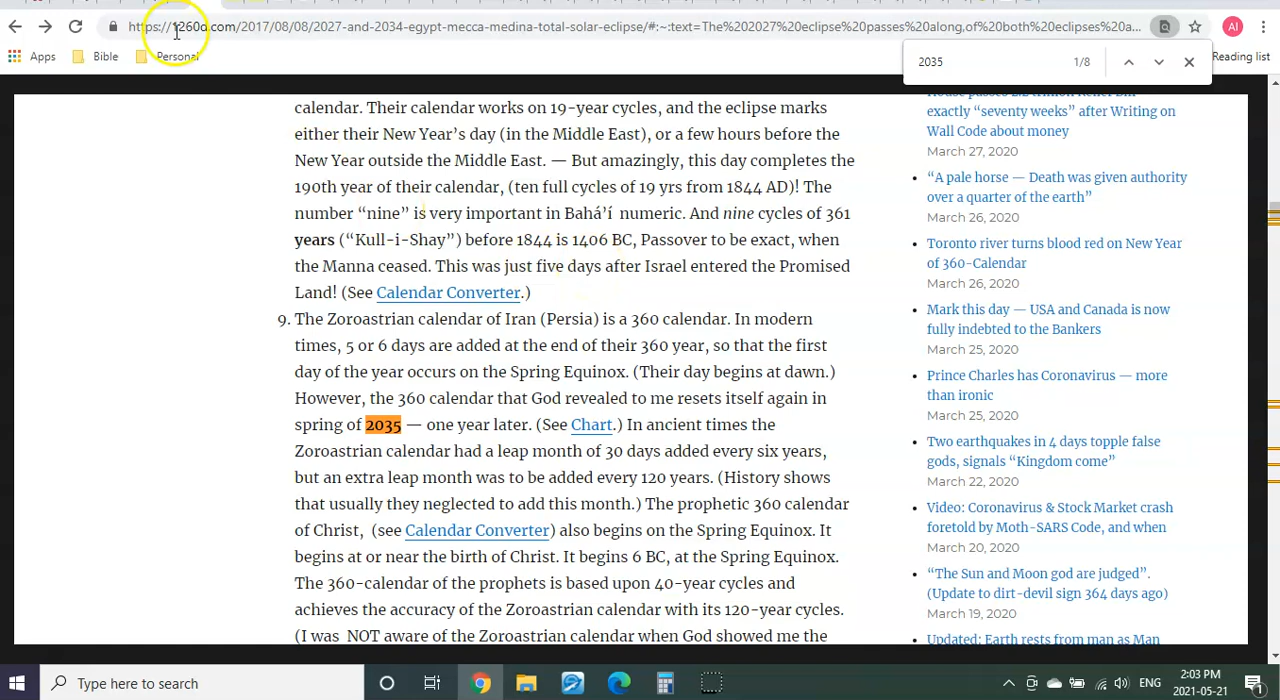 https://1260d.com/2017/08/08/2027-and-2034-egypt-mecca-medina-total-solar-eclipse/#:~:text=The%202027%20eclipse%20passes%20along,of%20both%20eclipses%20a...
AI
Apps
Bible
Personal
2035
1/8
Reading list
calendar. Their calendar works on 19-year cycles, and the eclipse marks
either their New Year’s day (in the Middle East), or a few hours before the
New Year outside the Middle East. — But amazingly, this day completes the
190th year of their calendar, (ten full cycles of 19 yrs from 1844 AD)! The
number “nine” is very important in Bahá’í numeric. And nine cycles of 361
years (“Kull-i-Shay”) before 1844 is 1406 BC, Passover to be exact, when
the Manna ceased. This was just five days after Israel entered the Promised
Land! (See Calendar Converter.)
9. The Zoroastrian calendar of Iran (Persia) is a 360 calendar. In modern
times, 5 or 6 days are added at the end of their 360 year, so that the first
day of the year occurs on the Spring Equinox. (Their day begins at dawn.)
However, the 360 calendar that God revealed to me resets itself again in
spring of 2035 — one year later. (See Chart.) In ancient times the
Zoroastrian calendar had a leap month of 30 days added every six years,
but an extra leap month was to be added every 120 years. (History shows
that usually they neglected to add this month.) The prophetic 360 calendar
of Christ, (see Calendar Converter) also begins on the Spring Equinox. It
begins at or near the birth of Christ. It begins 6 BC, at the Spring Equinox.
The 360-calendar of the prophets is based upon 40-year cycles and
achieves the accuracy of the Zoroastrian calendar with its 120-year cycles.
(I was NOT aware of the Zoroastrian calendar when God showed me the
exactly “seventy weeks” after Writing on
Wall Code about money
March 27, 2020
“A pale horse — Death was given authority
over a quarter of the earth”
March 26, 2020
Toronto river turns blood red on New Year
of 360-Calendar
March 26, 2020
Mark this day — USA and Canada is now
fully indebted to the Bankers
March 25, 2020
Prince Charles has Coronavirus — more
than ironic
March 25, 2020
Two earthquakes in 4 days topple false
gods, signals “Kingdom come”
March 22, 2020
Video: Coronavirus & Stock Market crash
foretold by Moth-SARS Code, and when
March 20, 2020
“The Sun and Moon god are judged”.
(Update to dirt-devil sign 364 days ago)
March 19, 2020
Updated: Earth rests from man as Man
Type here to search
ENG
2:03 PM
2021-05-21
1